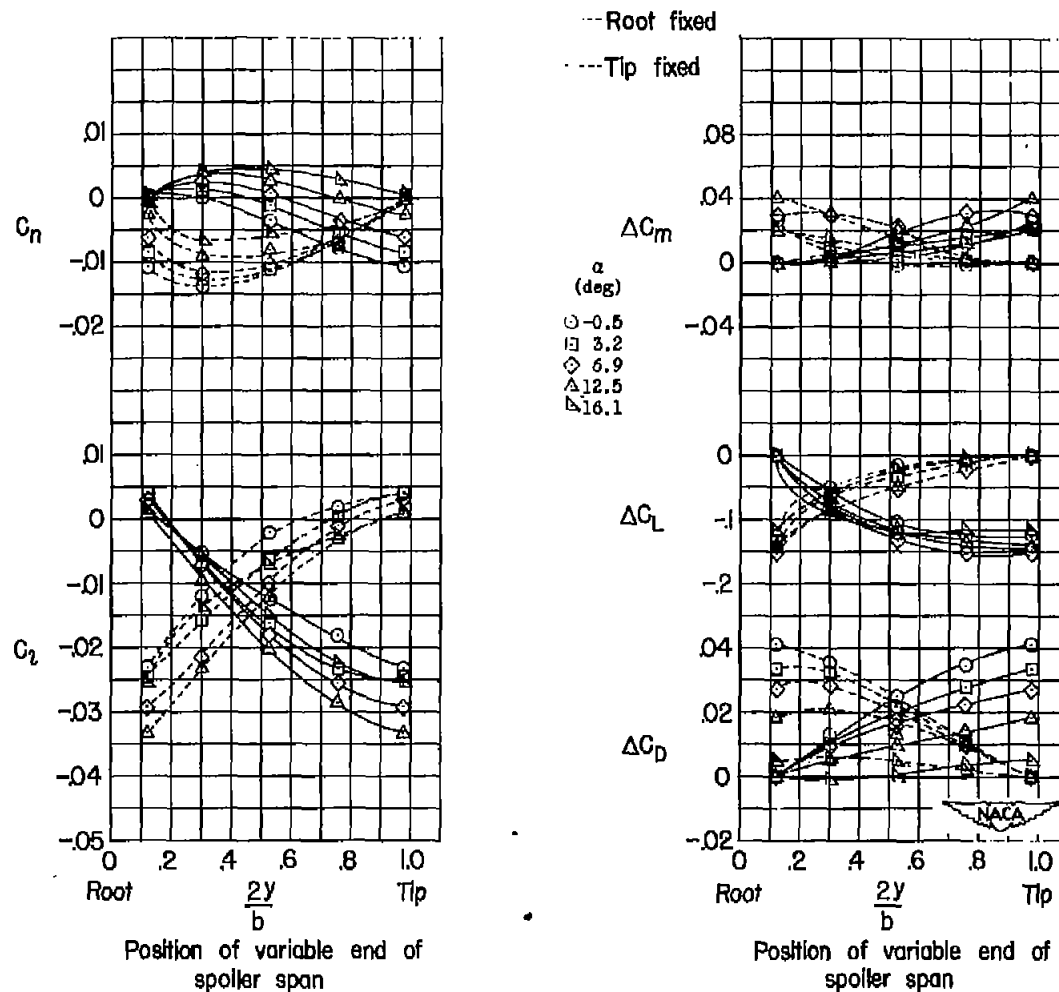 ---Root fixed
---Tip fixed
.01
0
-.01
-.02
Cn
.01
0
-.01
-.02
-.03
-.04
-.05
Cl
0 .2 .4 .6 .8 1.0
Root 2y/b Tip
Position of variable end of
spoiler span
α
(deg)
-0.5
3.2
6.9
12.5
16.1
.08
.04
0
-.04
ΔCm
0
-.1
-.2
ΔCL
.04
.02
0
-.02
ΔCD
NACA
0 .2 .4 .6 .8 1.0
Root 2y/b Tip
Position of variable end of
spoiler span